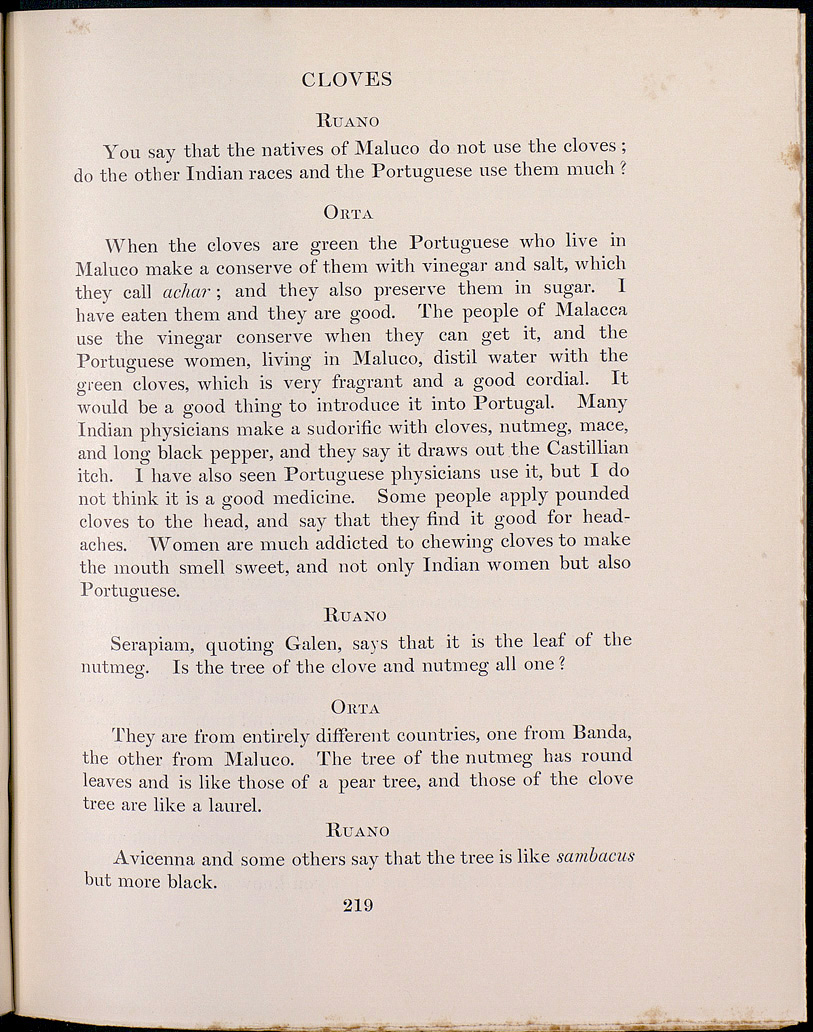 CLOVES
RUANO
You say that the natives of Maluco do not use the cloves ;
do the other Indian races and the Portuguese use them much ?
ORTA
When the cloves are green the Portuguese who live in
Maluco make a conserve of them with vinegar and salt, which
they call achar ; and they also preserve them in sugar. I
have eaten them and they are good. The people of Malacca
use the vinegar conserve when they can get it, and the
Portuguese women, living in Maluco, distil water with the
green cloves, which is very fragrant and a good cordial. It
would be a good thing to introduce it into Portugal. Many
Indian physicians make a sudorific with cloves, nutmeg, mace,
and long black pepper, and they say it draws out the Castillian
itch. I have also seen Portuguese physicians use it, but I do
not think it is a good medicine. Some people apply pounded
cloves to the head, and say that they find it good for head-
aches. Women are much addicted to chewing cloves to make
the mouth smell sweet, and not only Indian women but also
Portuguese.
RUANO
Serapiam, quoting Galen, says that it is the leaf of the
nutmeg. Is the tree of the clove and nutmeg all one ?
ORTA
They are from entirely different countries, one from Banda,
the other from Maluco. The tree of the nutmeg has round
leaves and is like those of a pear tree, and those of the clove
tree are like a laurel.
RUANO
Avicenna and some others say that the tree is like sambacus
but more black.
219